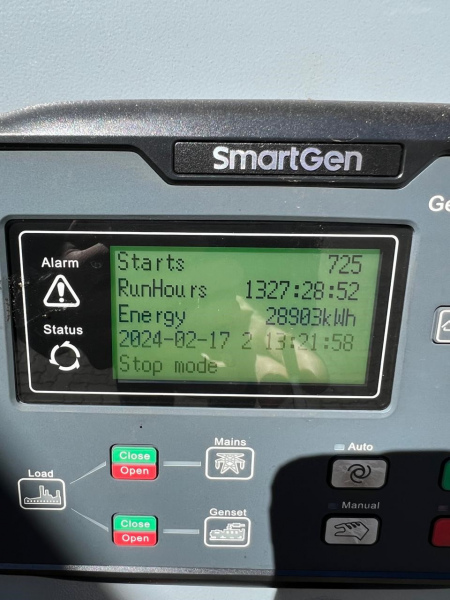 SmartGen
Ge
Alarm
Status
Starts 725
RunHours 1327:28:52
Energy 28903kWh
2024-02-17 2 13:21:58
Stop mode
Mains
Auto
Close
Open
Load
Manual
Genset
Close
Open